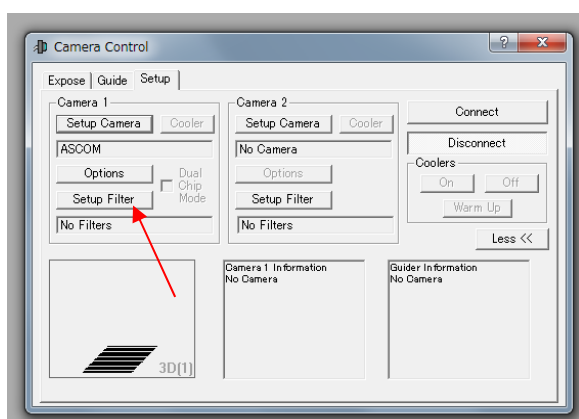 Camera Control
Expose Guide Setup
Camera 1
Setup Camera Cooler
ASCOM
Options Dual Chip Mode
Setup Filter
No Filters
Camera 2
Setup Camera Cooler
No Camera
Options
Setup Filter
No Filters
Connect
Disconnect
Coolers
On Off
Warm Up
Less <<
3D(1)
Camera 1 Information
No Camera
Guider Information
No Camera